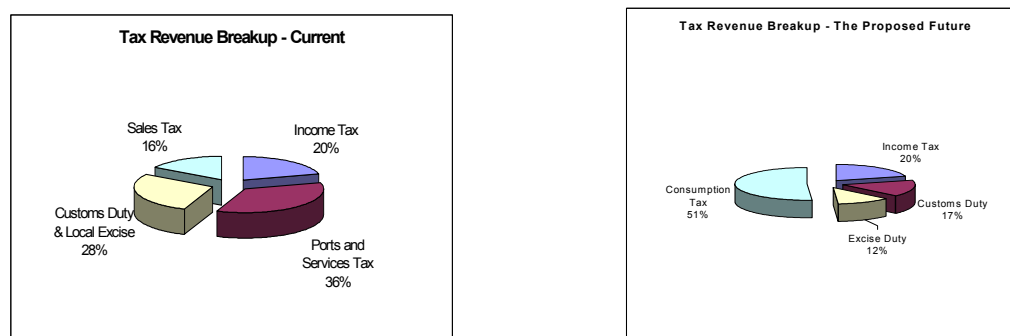 Tax Revenue Breakup - Current
Sales Tax
16%
Income Tax
20%
Customs Duty
& Local Excise
28%
Ports and
Services Tax
36%
Tax Revenue Breakup - The Proposed Future
Income Tax
20%
Consumption
Tax
51%
Customs Duty
17%
Excise Duty
12%